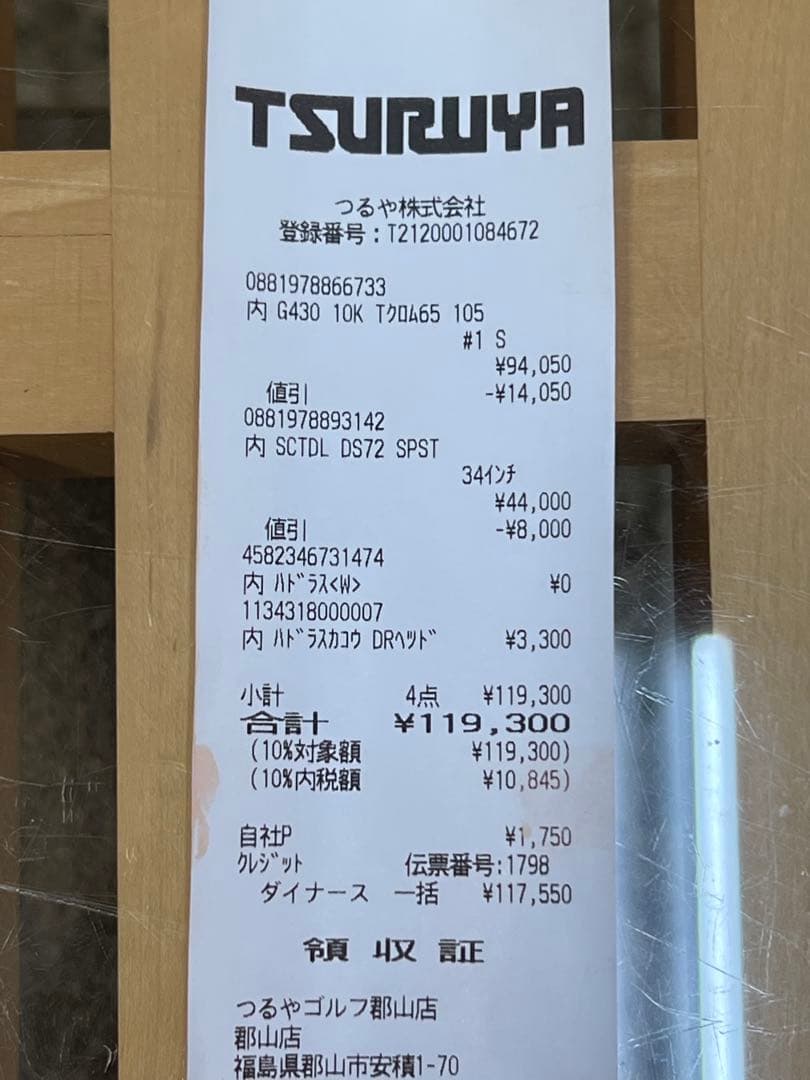 TSURUYA
つるや株式会社
登録番号:T2120001084672
0881978866733
内 G430 10K Tクロム65 105
#1 S
¥94,050
値引 -¥14,050
0881978893142
内 SCTDL DS72 SPST
34インチ
¥44,000
値引 -¥8,000
4582346731474
内 ハドラス<W> ¥0
1134318000007
内 ハドラスカコウ DRヘッド ¥3,300
小計 4点 ¥119,300
合計 ¥119,300
(10%対象額 ¥119,300)
(10%内税額 ¥10,845)
自社P ¥1,750
クレジット 伝票番号:1798
ダイナース 一括 ¥117,550
領収証
つるやゴルフ郡山店
郡山店
福島県郡山市安積1-70